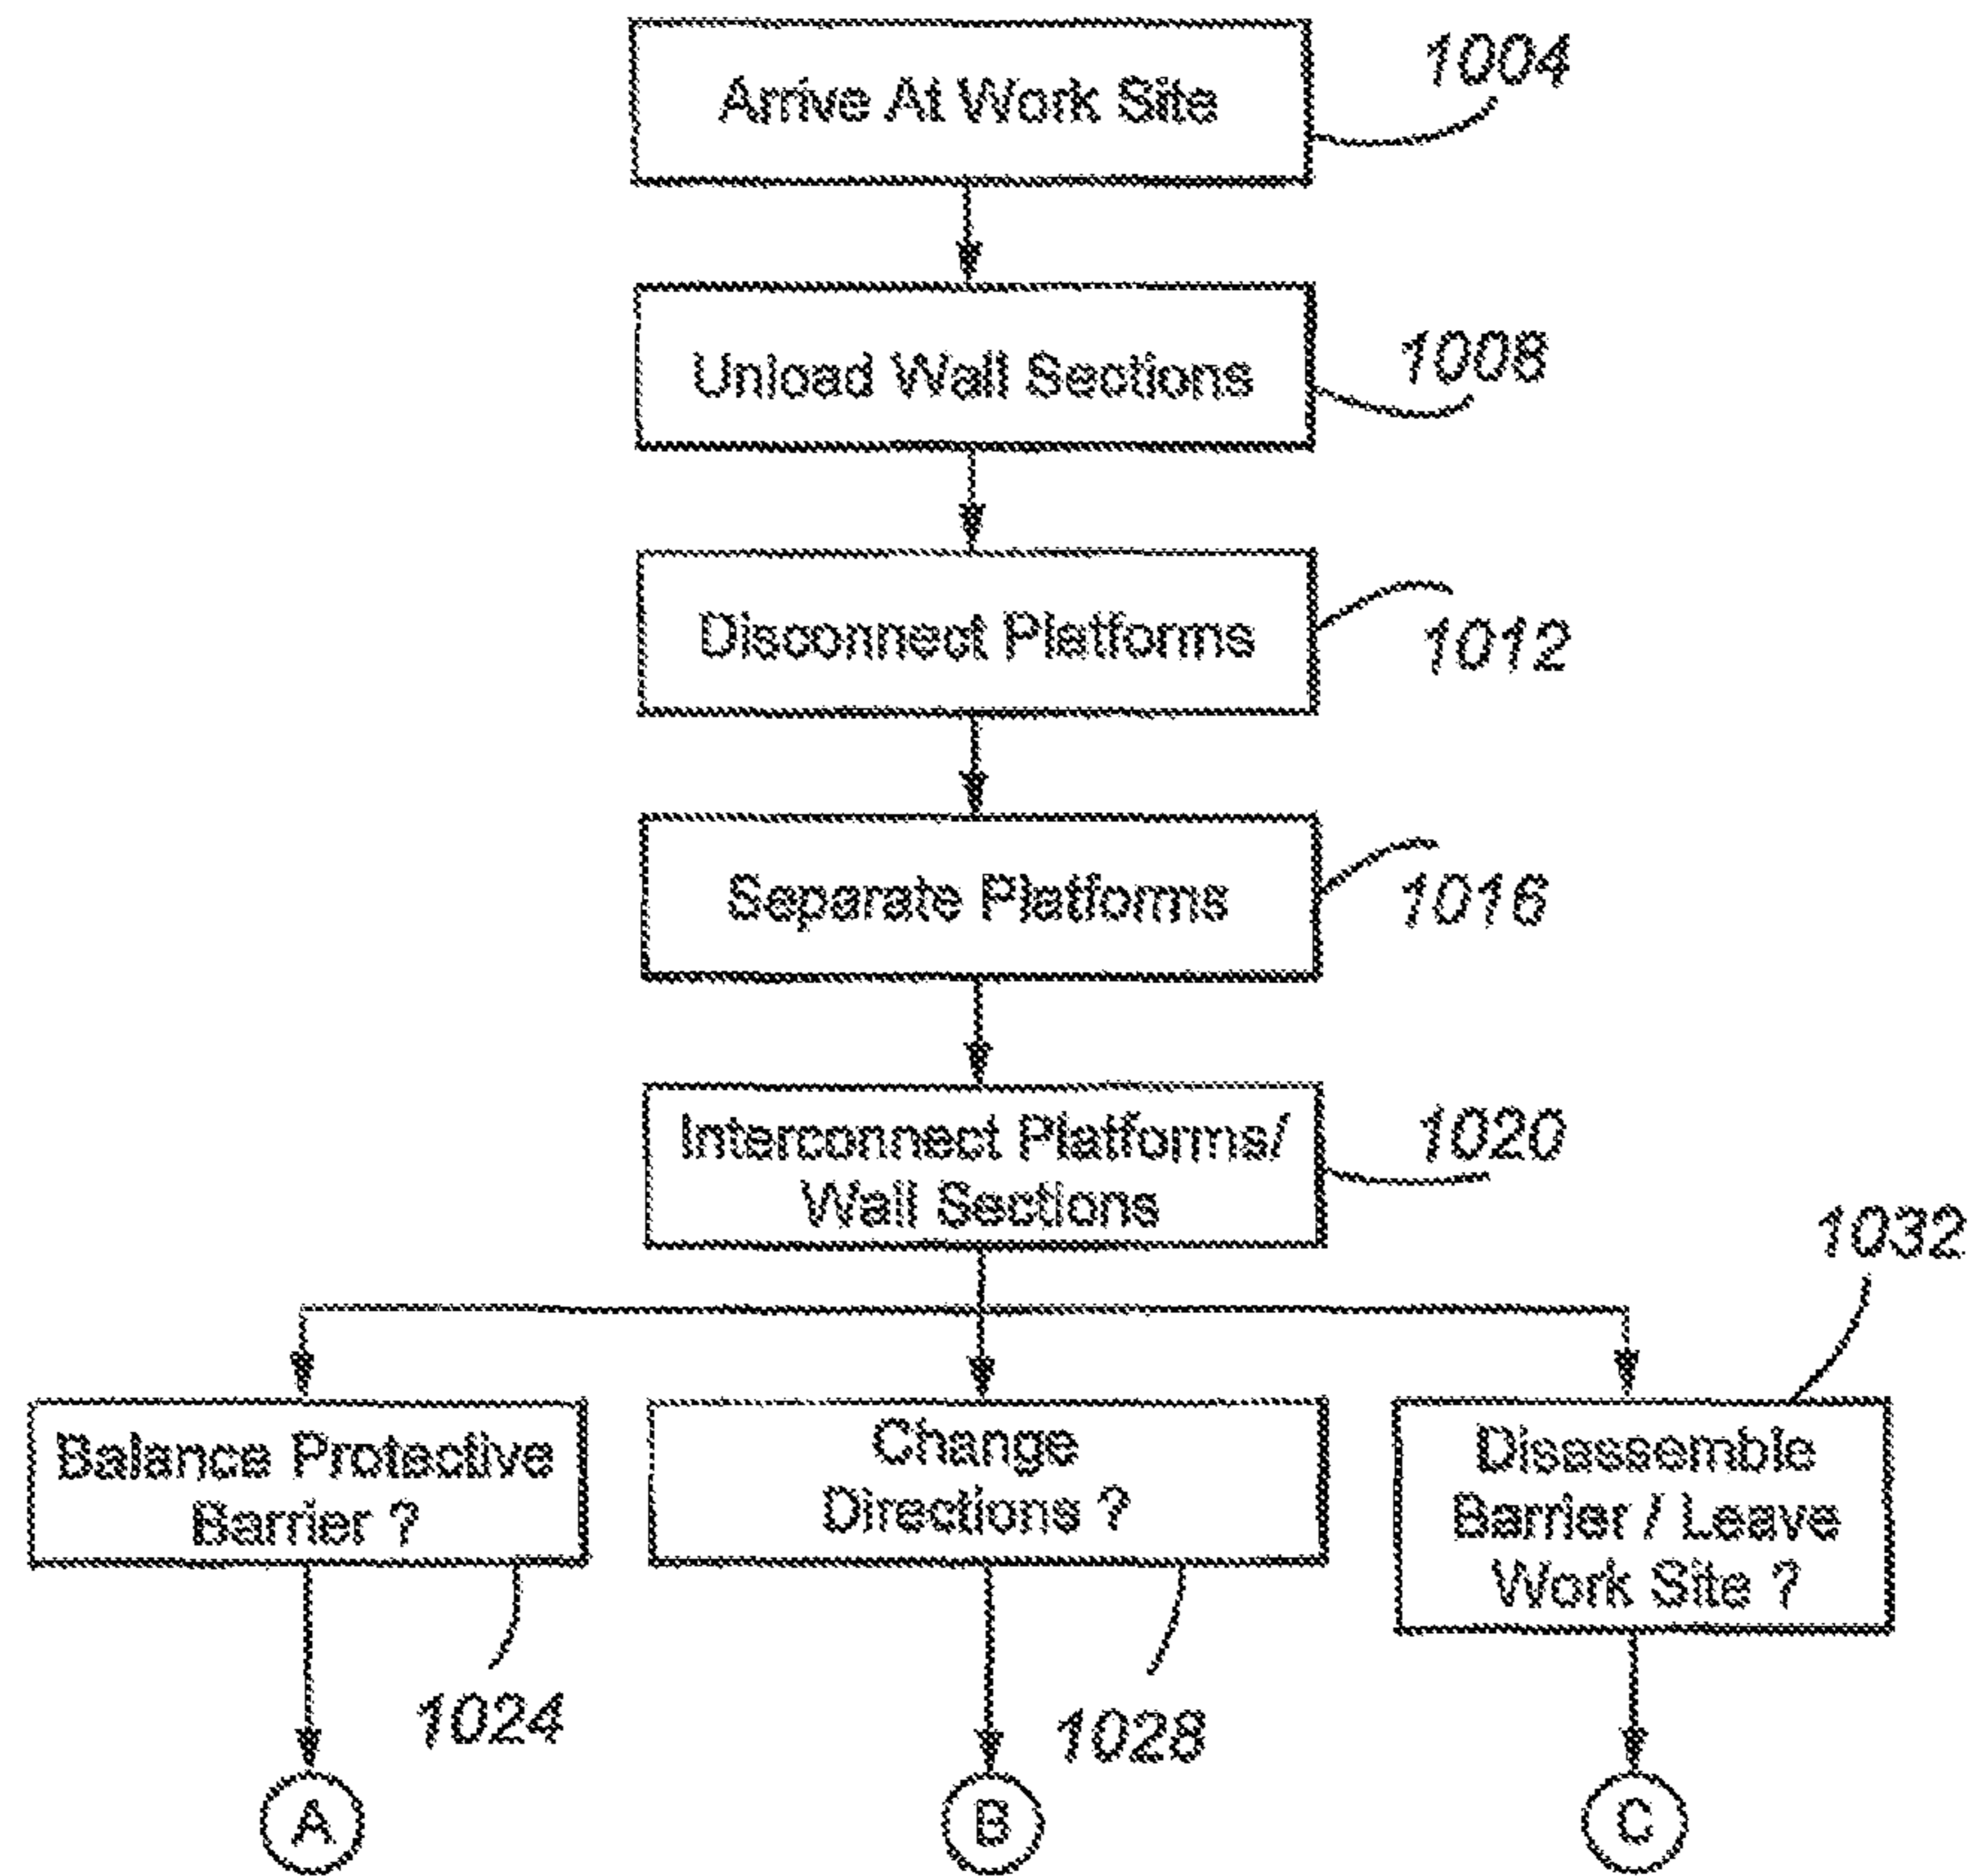 Arrive At Work Site
1004
Unload Wall Sections
1008
Disconnect Platforms
1012
Separate Platforms
1016
Interconnect Platforms/
Wall Sections
1020
1032
Balance Protective
Barrier ?
Change
Directions ?
Disassemble
Barrier / Leave
Work Site ?
1024
1028
A
B
C